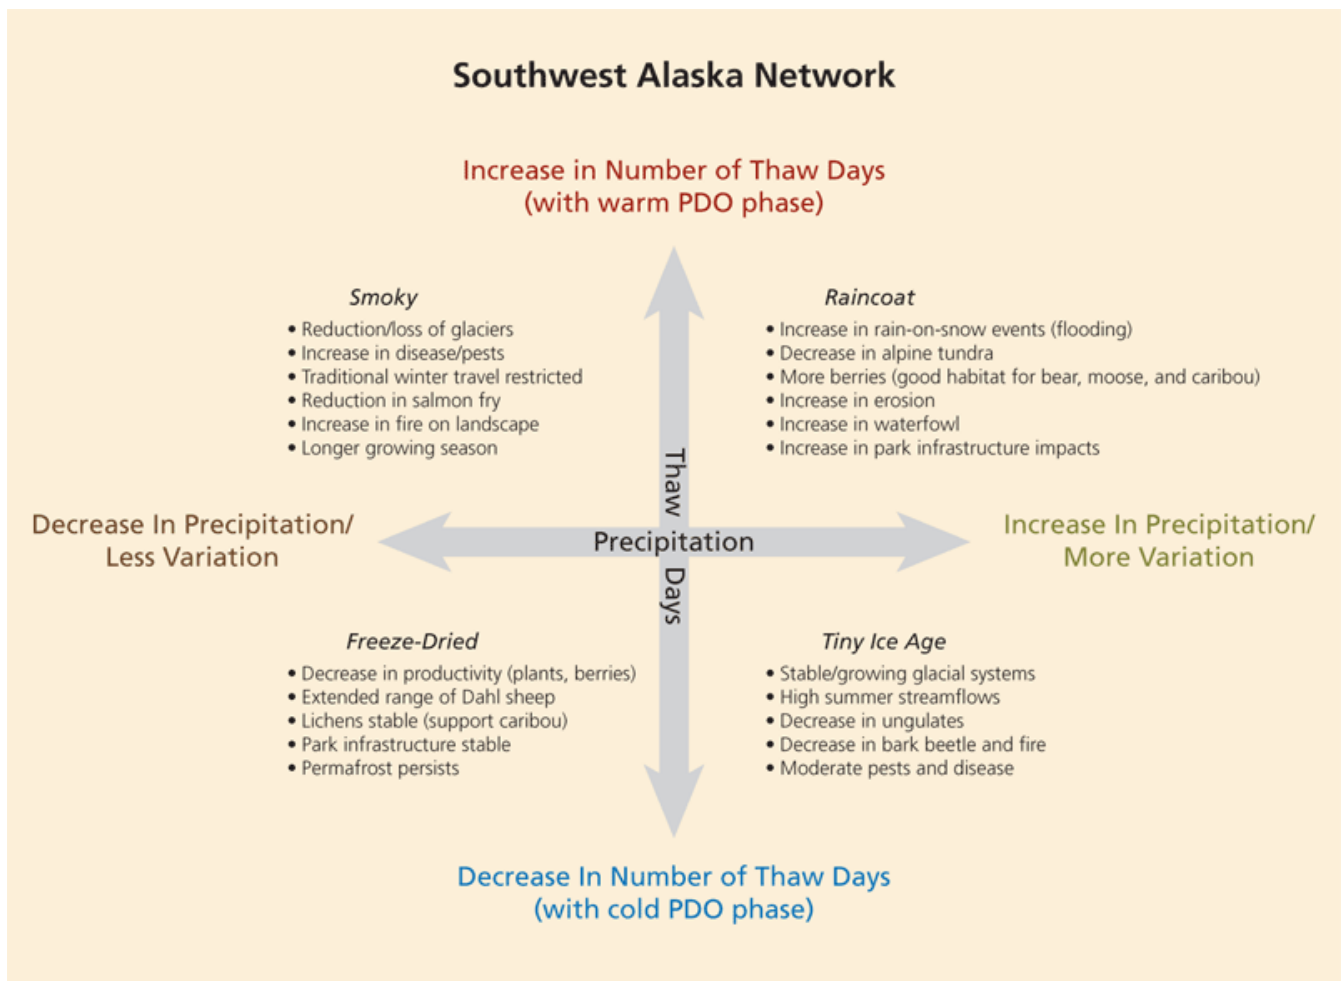 Southwest Alaska Network
Increase in Number of Thaw Days
(with warm PDO phase)
Smoky
• Reduction/loss of glaciers
• Increase in disease/pests
• Traditional winter travel restricted
• Reduction in salmon fry
• Increase in fire on landscape
• Longer growing season
Raincoat
• Increase in rain-on-snow events (flooding)
• Decrease in alpine tundra
• More berries (good habitat for bear, moose, and caribou)
• Increase in erosion
• Increase in waterfowl
• Increase in park infrastructure impacts
Decrease In Precipitation/
Less Variation
Thaw Days
Precipitation
Increase In Precipitation/
More Variation
Freeze-Dried
• Decrease in productivity (plants, berries)
• Extended range of Dahl sheep
• Lichens stable (support caribou)
• Park infrastructure stable
• Permafrost persists
Tiny Ice Age
• Stable/growing glacial systems
• High summer streamflows
• Decrease in ungulates
• Decrease in bark beetle and fire
• Moderate pests and disease
Decrease In Number of Thaw Days
(with cold PDO phase)